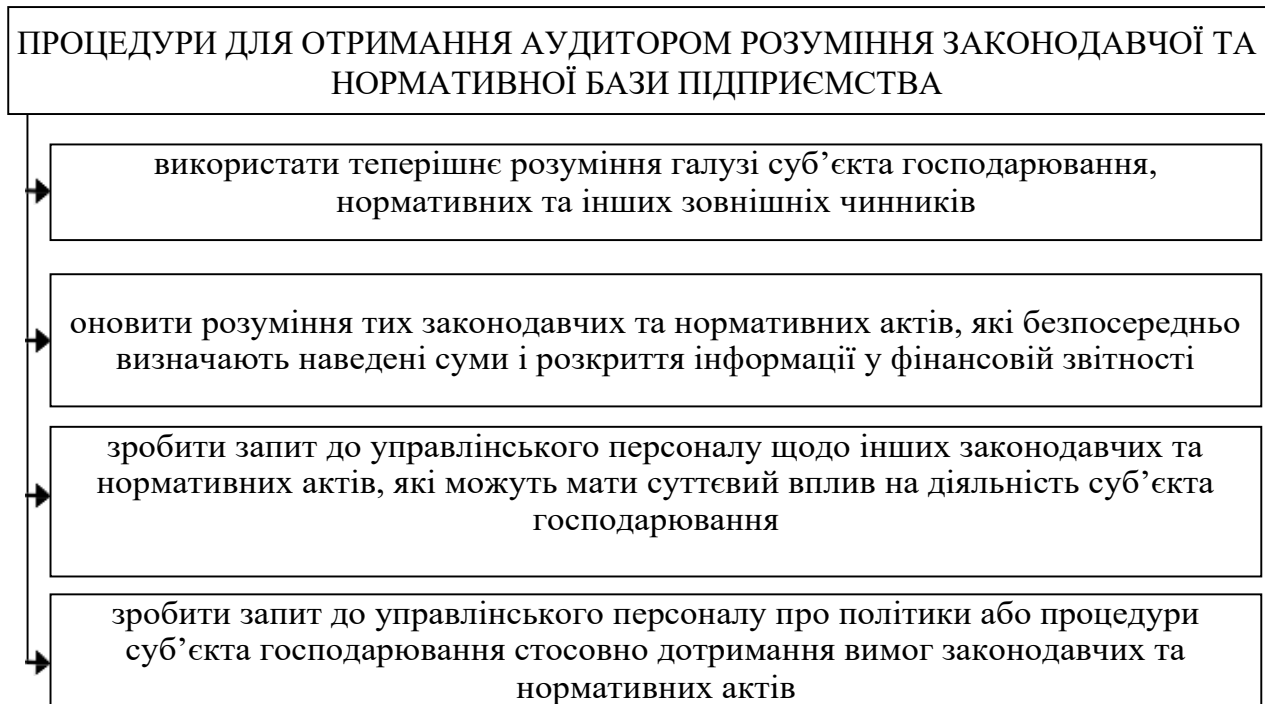 ПРОЦЕДУРИ ДЛЯ ОТРИМАННЯ АУДИТОРОМ РОЗУМІННЯ ЗАКОНОДАВЧОЇ ТА
НОРМАТИВНОЇ БАЗИ ПІДПРИЄМСТВА
використати теперішнє розуміння галузі суб’єкта господарювання,
нормативних та інших зовнішніх чинників
оновити розуміння тих законодавчих та нормативних актів, які безпосередньо
визначають наведені суми і розкриття інформації у фінансовій звітності
зробити запит до управлінського персоналу щодо інших законодавчих та
нормативних актів, які можуть мати суттєвий вплив на діяльність суб’єкта
господарювання
зробити запит до управлінського персоналу про політики або процедури
суб’єкта господарювання стосовно дотримання вимог законодавчих та
нормативних актів